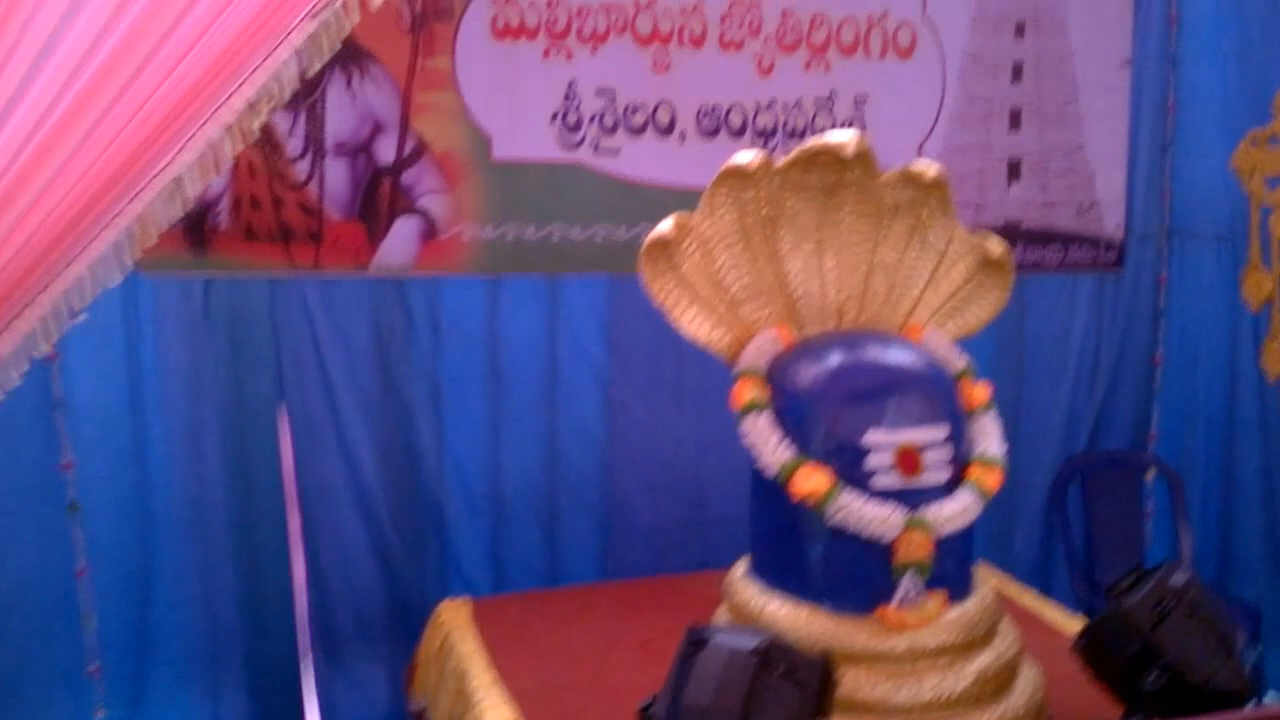 మల్లిఖార్జున జ్యోతిర్లింగం
శ్రీశైలం, ఆంధ్రప్రదేశ్